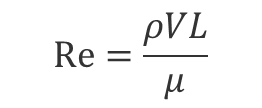 Re = ρVL / μ